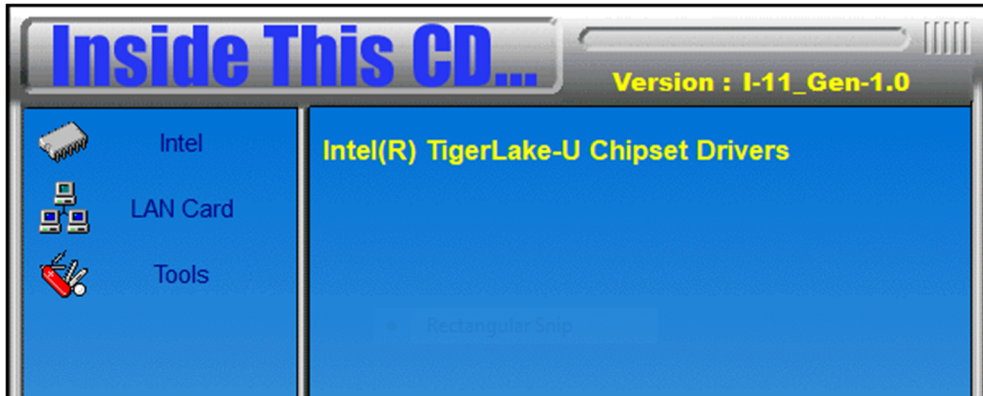 Inside This CD...
Version : I-11_Gen-1.0
Intel
Intel(R) TigerLake-U Chipset Drivers
LAN Card
Tools
Rectangular Snip